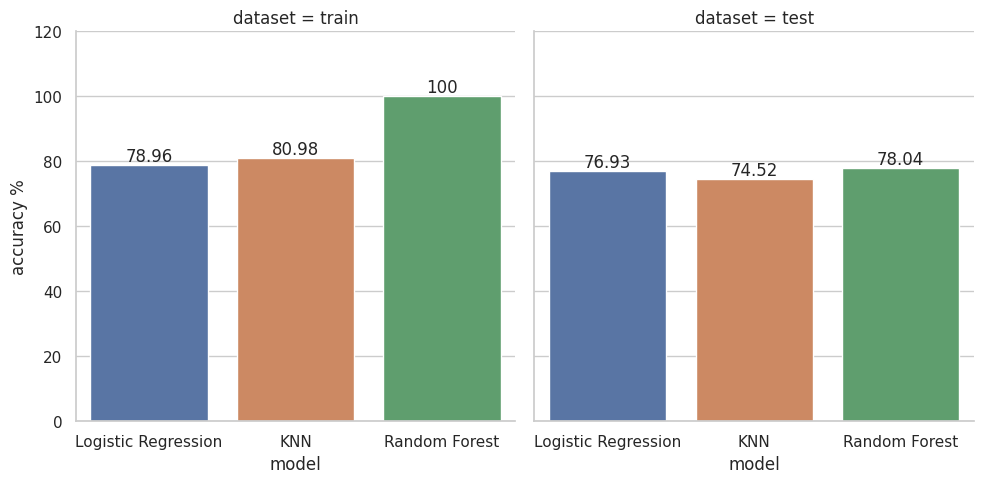 dataset = train
dataset = test
accuracy %
120
100
80
60
40
20
0
78.96
80.98
100
76.93
74.52
78.04
Logistic Regression
KNN
Random Forest
Logistic Regression
KNN
Random Forest
model
model